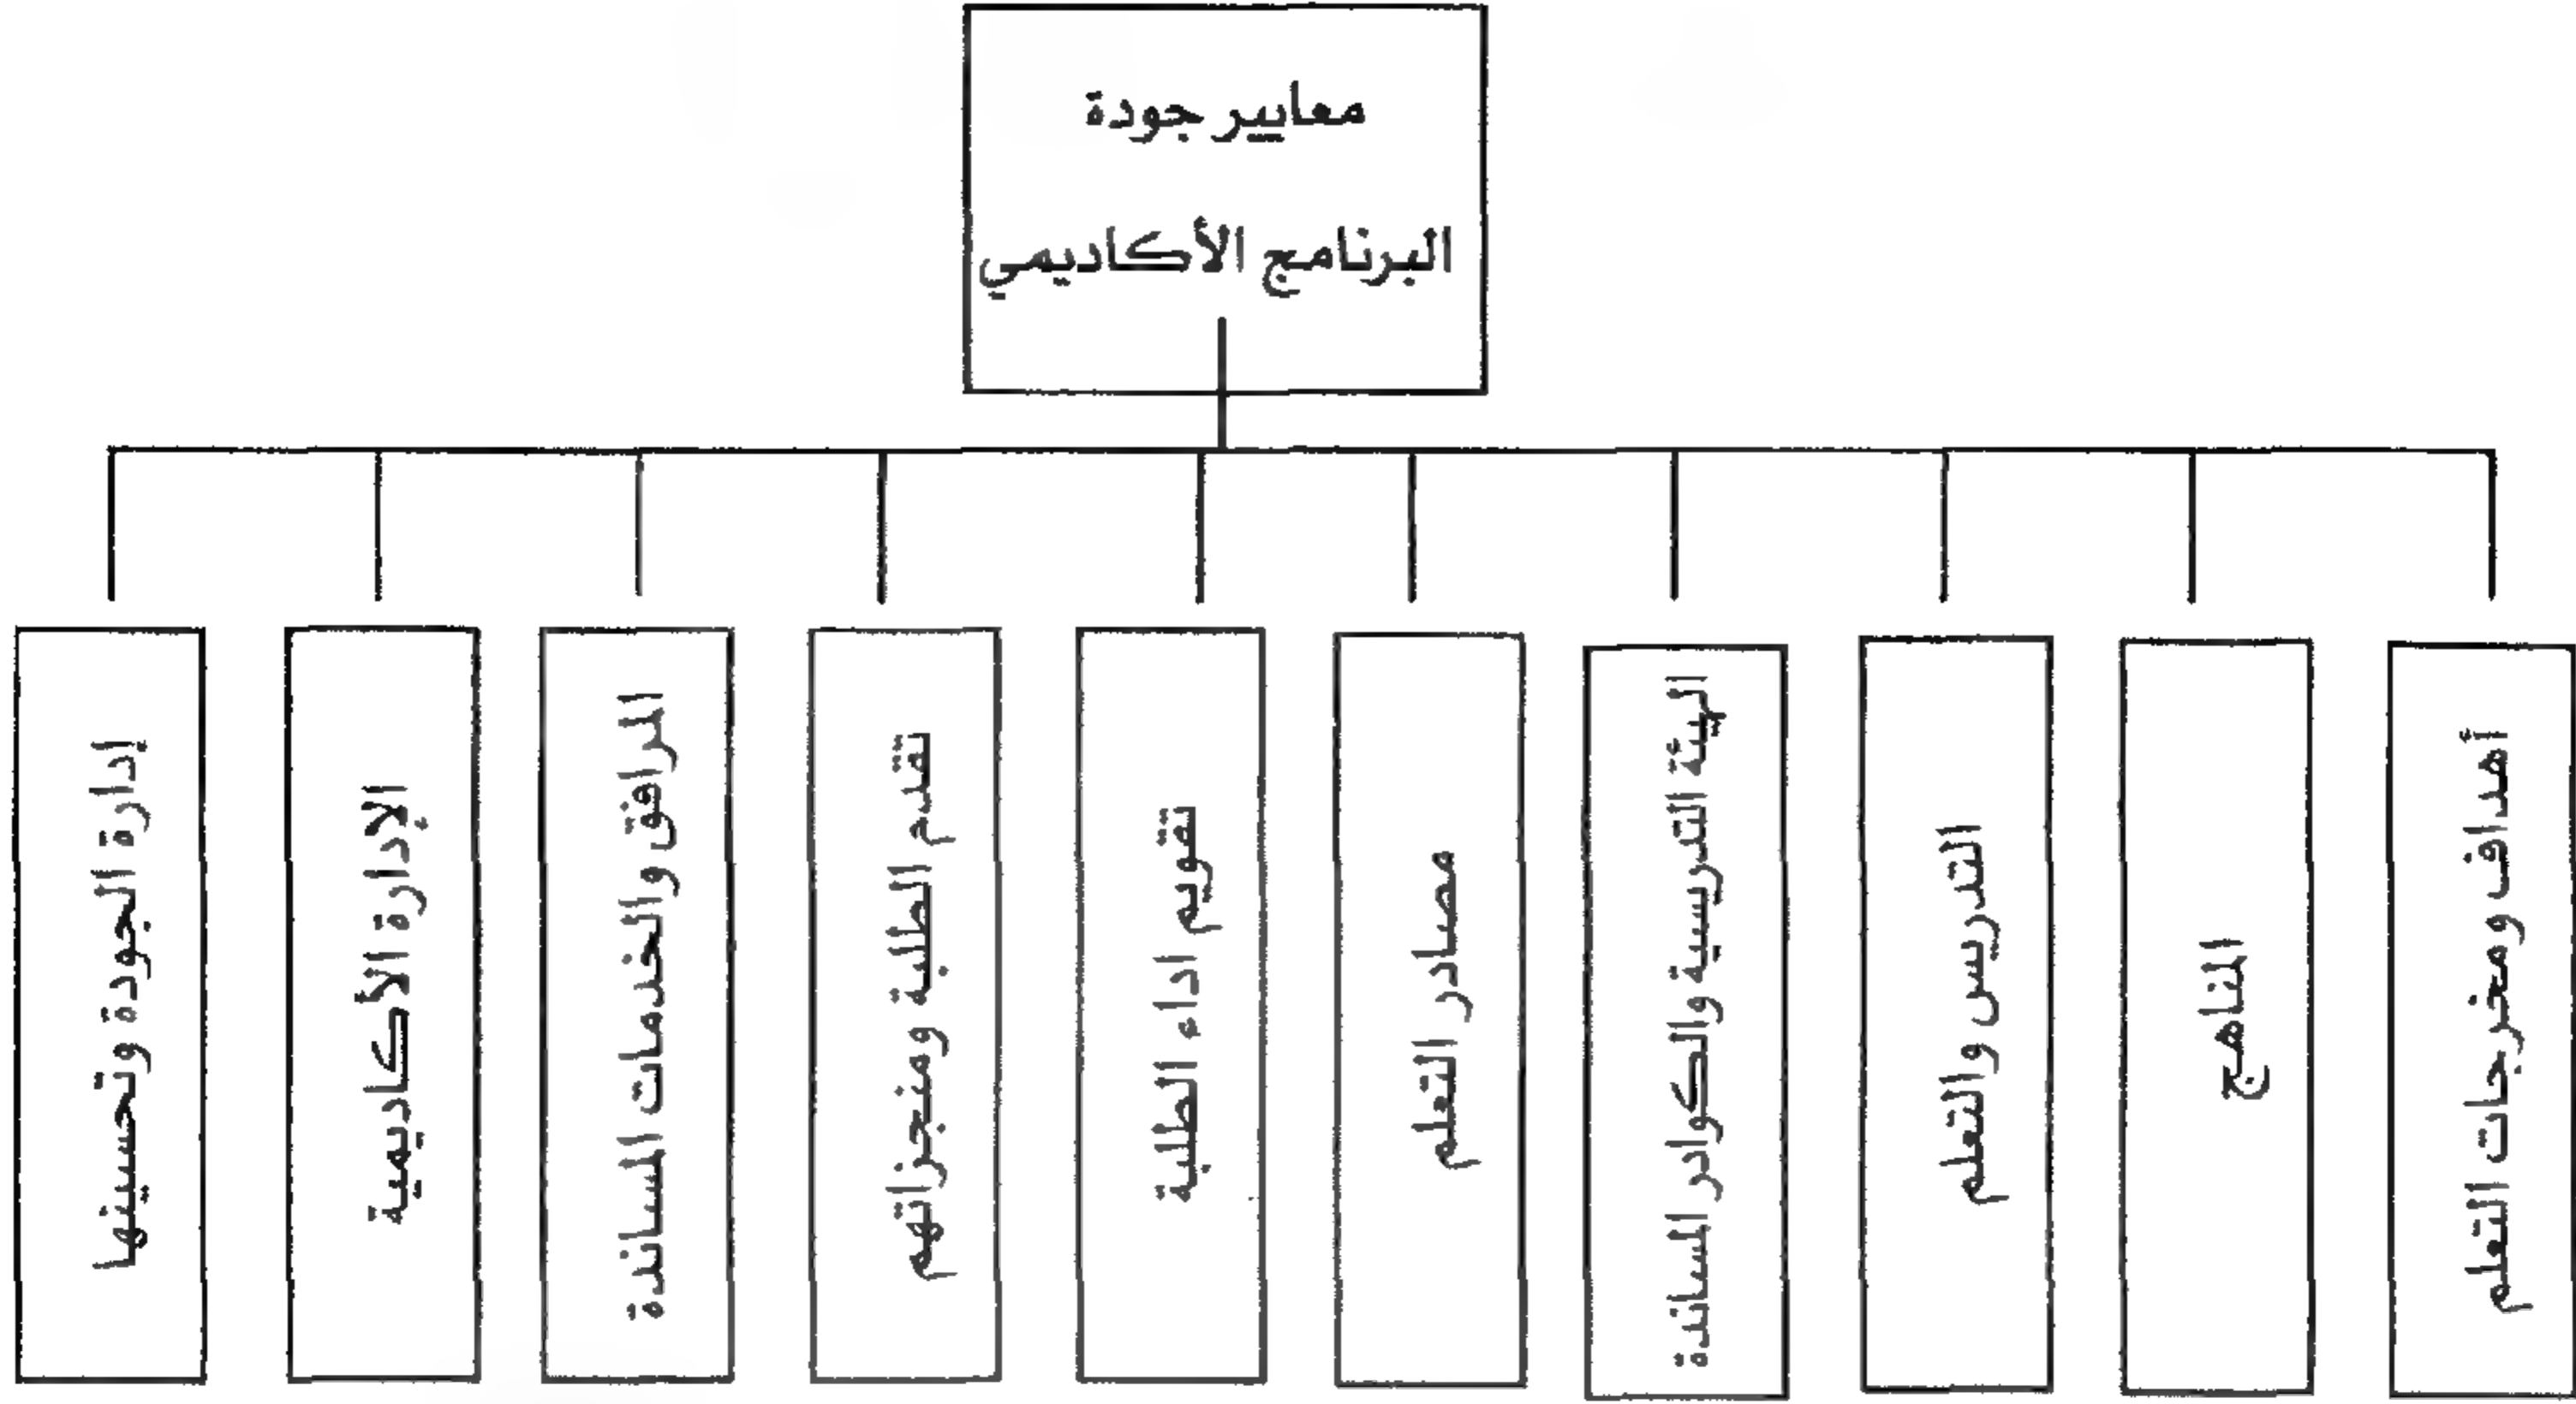 معايير جودة
البرنامج الأكاديمي
أهداف ومخرجات التعلم
المناهج
التدريس والتعلم
الهيئة التدريسية والكوادر المساندة
مصادر التعلم
تقويم اداء الطلبة
تقدم الطلبة ومنجزاتهم
المرافق والخدمات المساندة
الإدارة الأكاديمية
إدارة الجودة وتحسينها